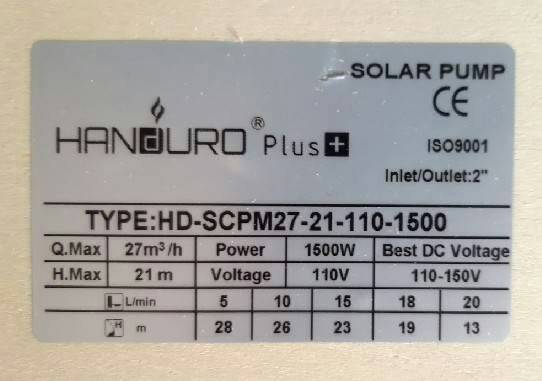 SOLAR PUMP
CE
HANDURO® Plus+
ISO9001
Inlet/Outlet:2"
TYPE:HD-SCPM27-21-110-1500
Q.Max 27m³/h Power 1500W Best DC Voltage
H.Max 21 m Voltage 110V 110-150V
L/min 5 10 15 18 20
H m 28 26 23 19 13